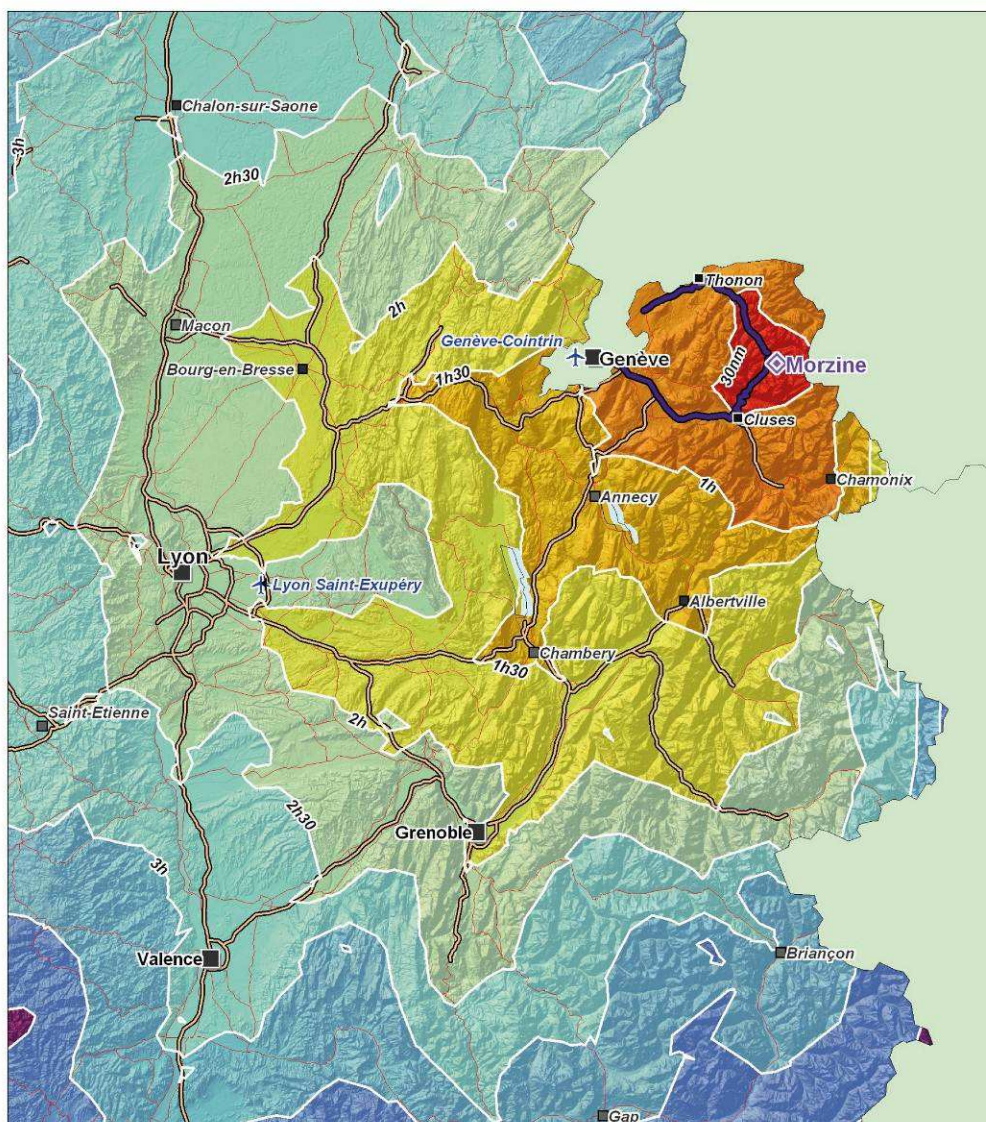 Chalon-sur-Saone
3h
2h30
Thonon
2h
Macon
Genève-Cointrin
Genève
30nm
Morzine
Bourg-en-Bresse
1h30
Cluses
Chamonix
1h
Annecy
Lyon
Lyon Saint-Exupéry
Albertville
Chambery
1h30
Saint-Etienne
2h
2h30
Grenoble
3h
Valence
Briançon
Gap